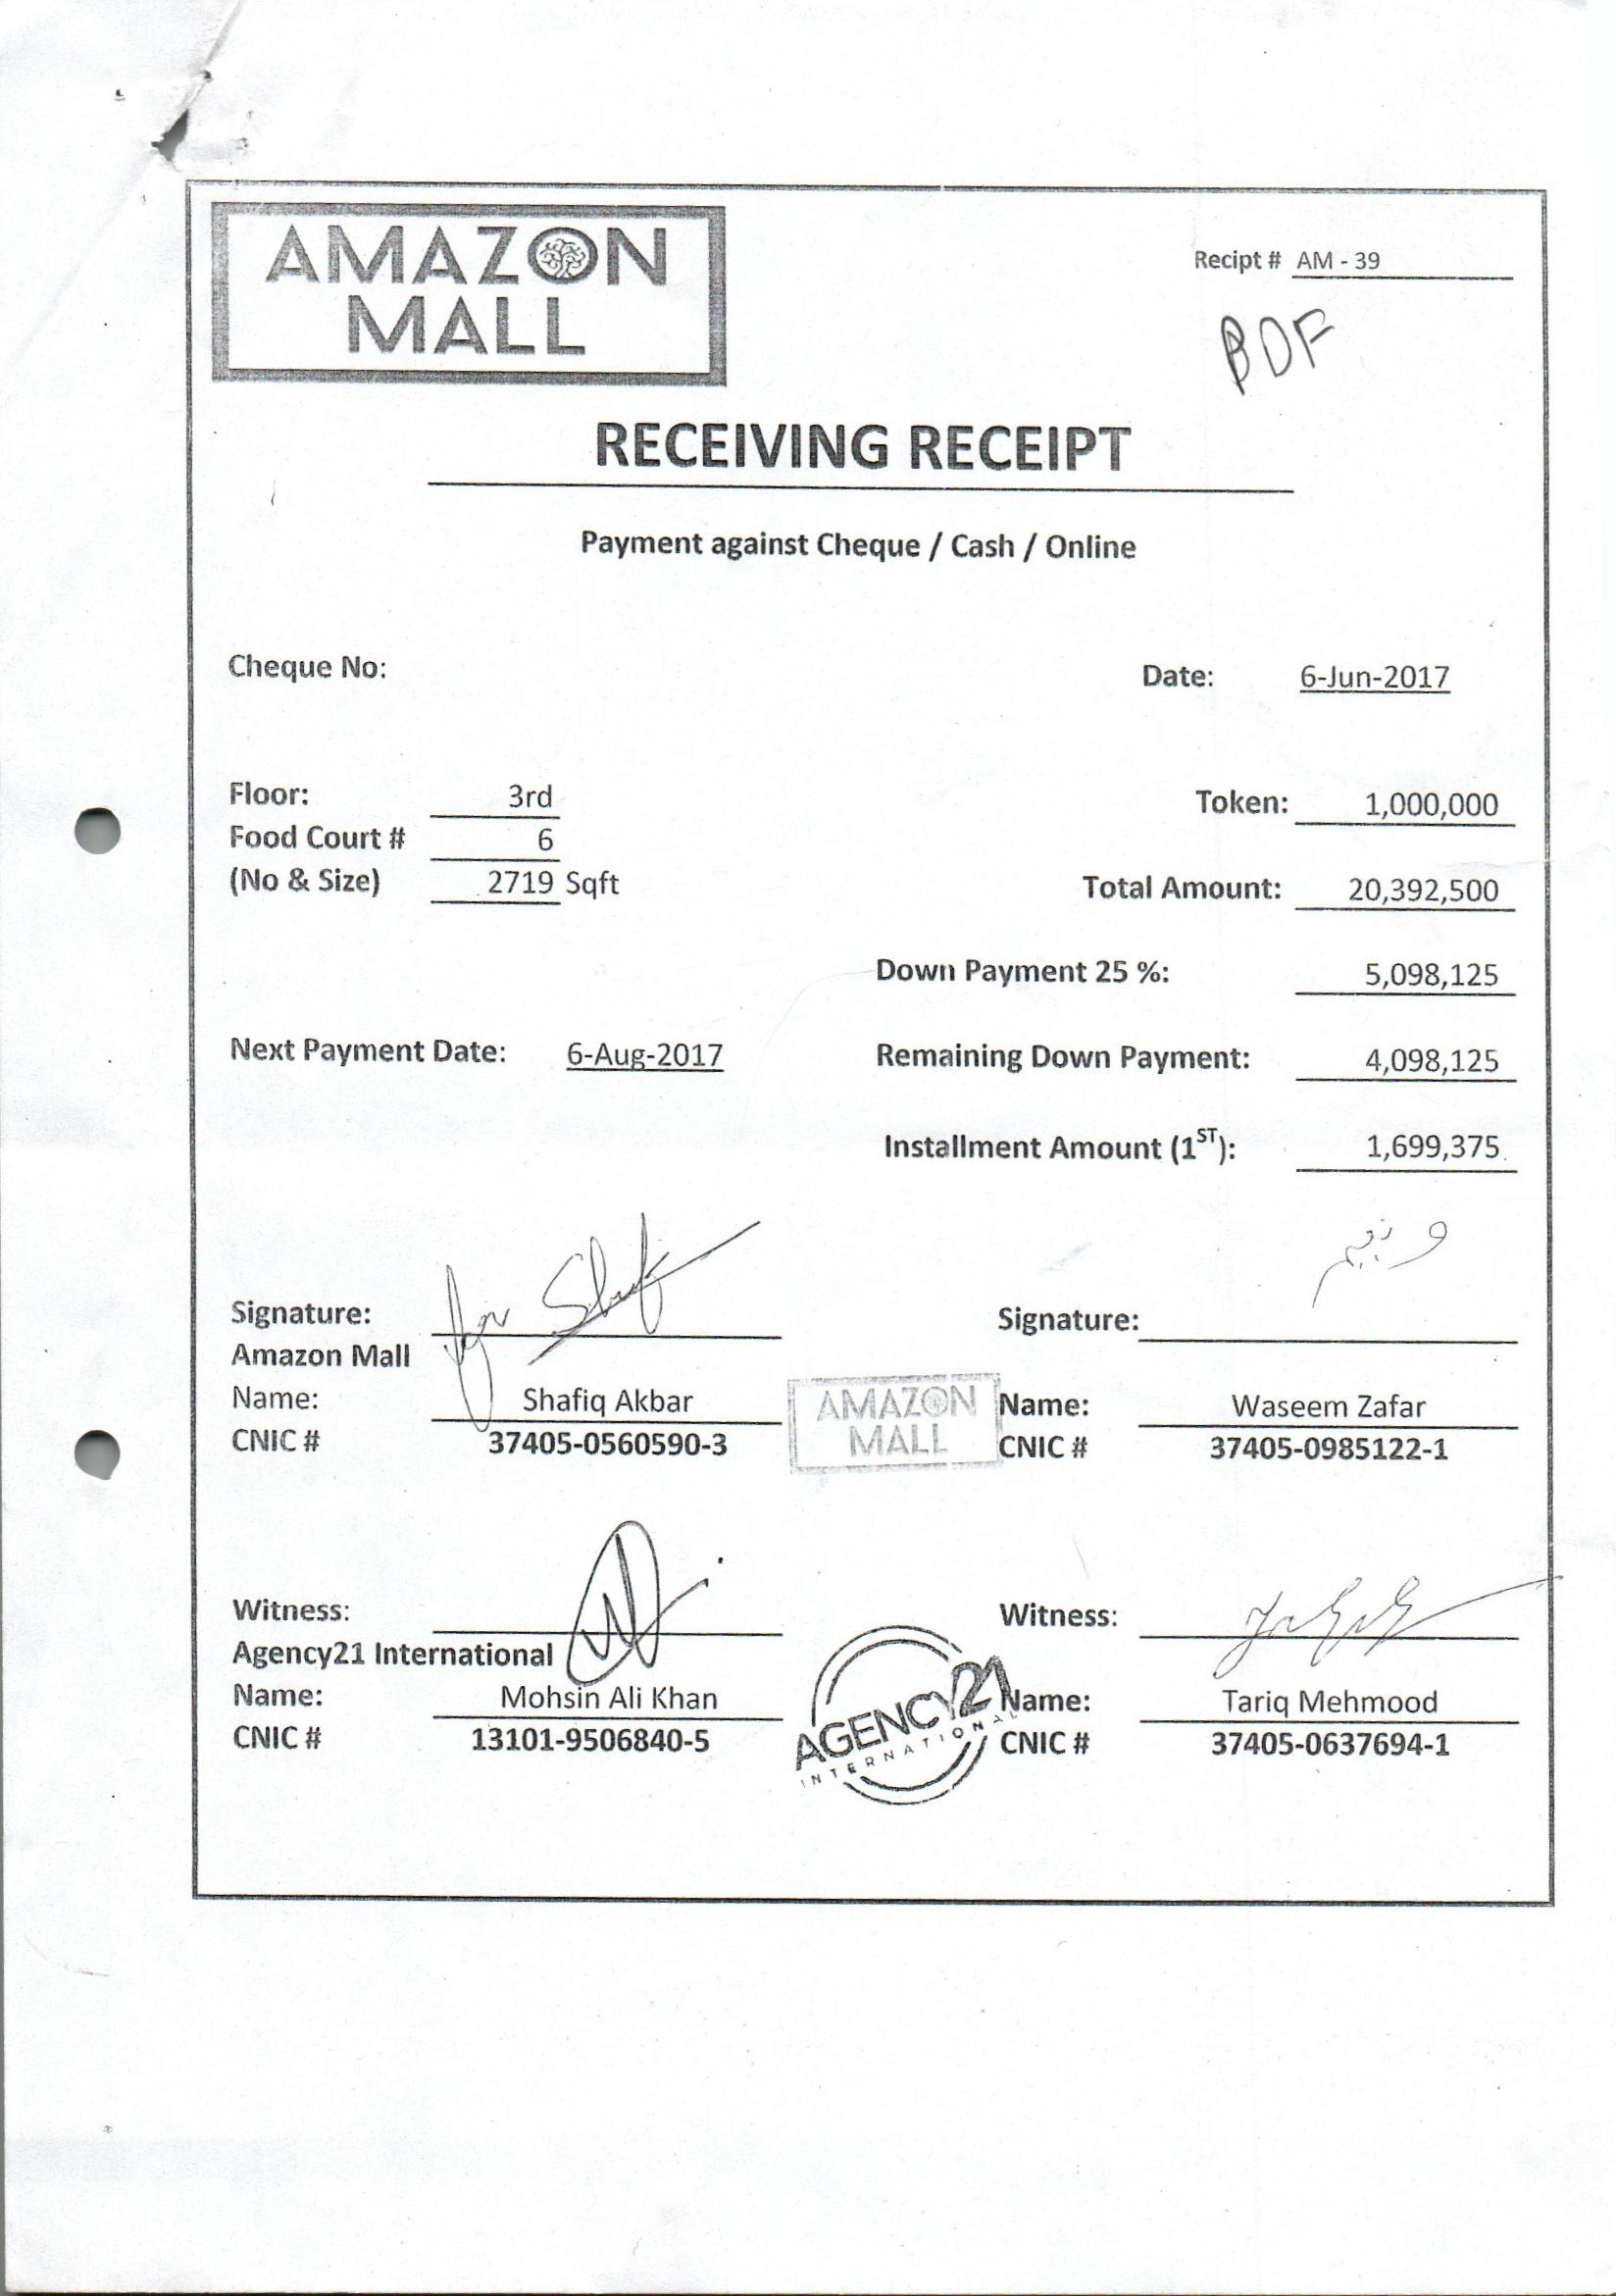 AMAZON
MALL
Recipt # AM - 39
BDF
RECEIVING RECEIPT
Payment against Cheque / Cash / Online
Cheque No:
Date: 6-Jun-2017
Floor: 3rd
Token: 1,000,000
Food Court # 6
(No & Size) 2719 Sqft
Total Amount: 20,392,500
Down Payment 25 %: 5,098,125
Next Payment Date: 6-Aug-2017
Remaining Down Payment: 4,098,125
Installment Amount (1ST): 1,699,375
وسیم
Signature:
Signature:
Amazon Mall
Name: Shafiq Akbar
AMAZON
MALL
Name: Waseem Zafar
CNIC # 37405-0560590-3
CNIC # 37405-0985122-1
Witness:
Witness:
Agency21 International
Name: Mohsin Ali Khan
AGENCY21
INTERNATIONAL
Name: Tariq Mehmood
CNIC # 13101-9506840-5
CNIC # 37405-0637694-1